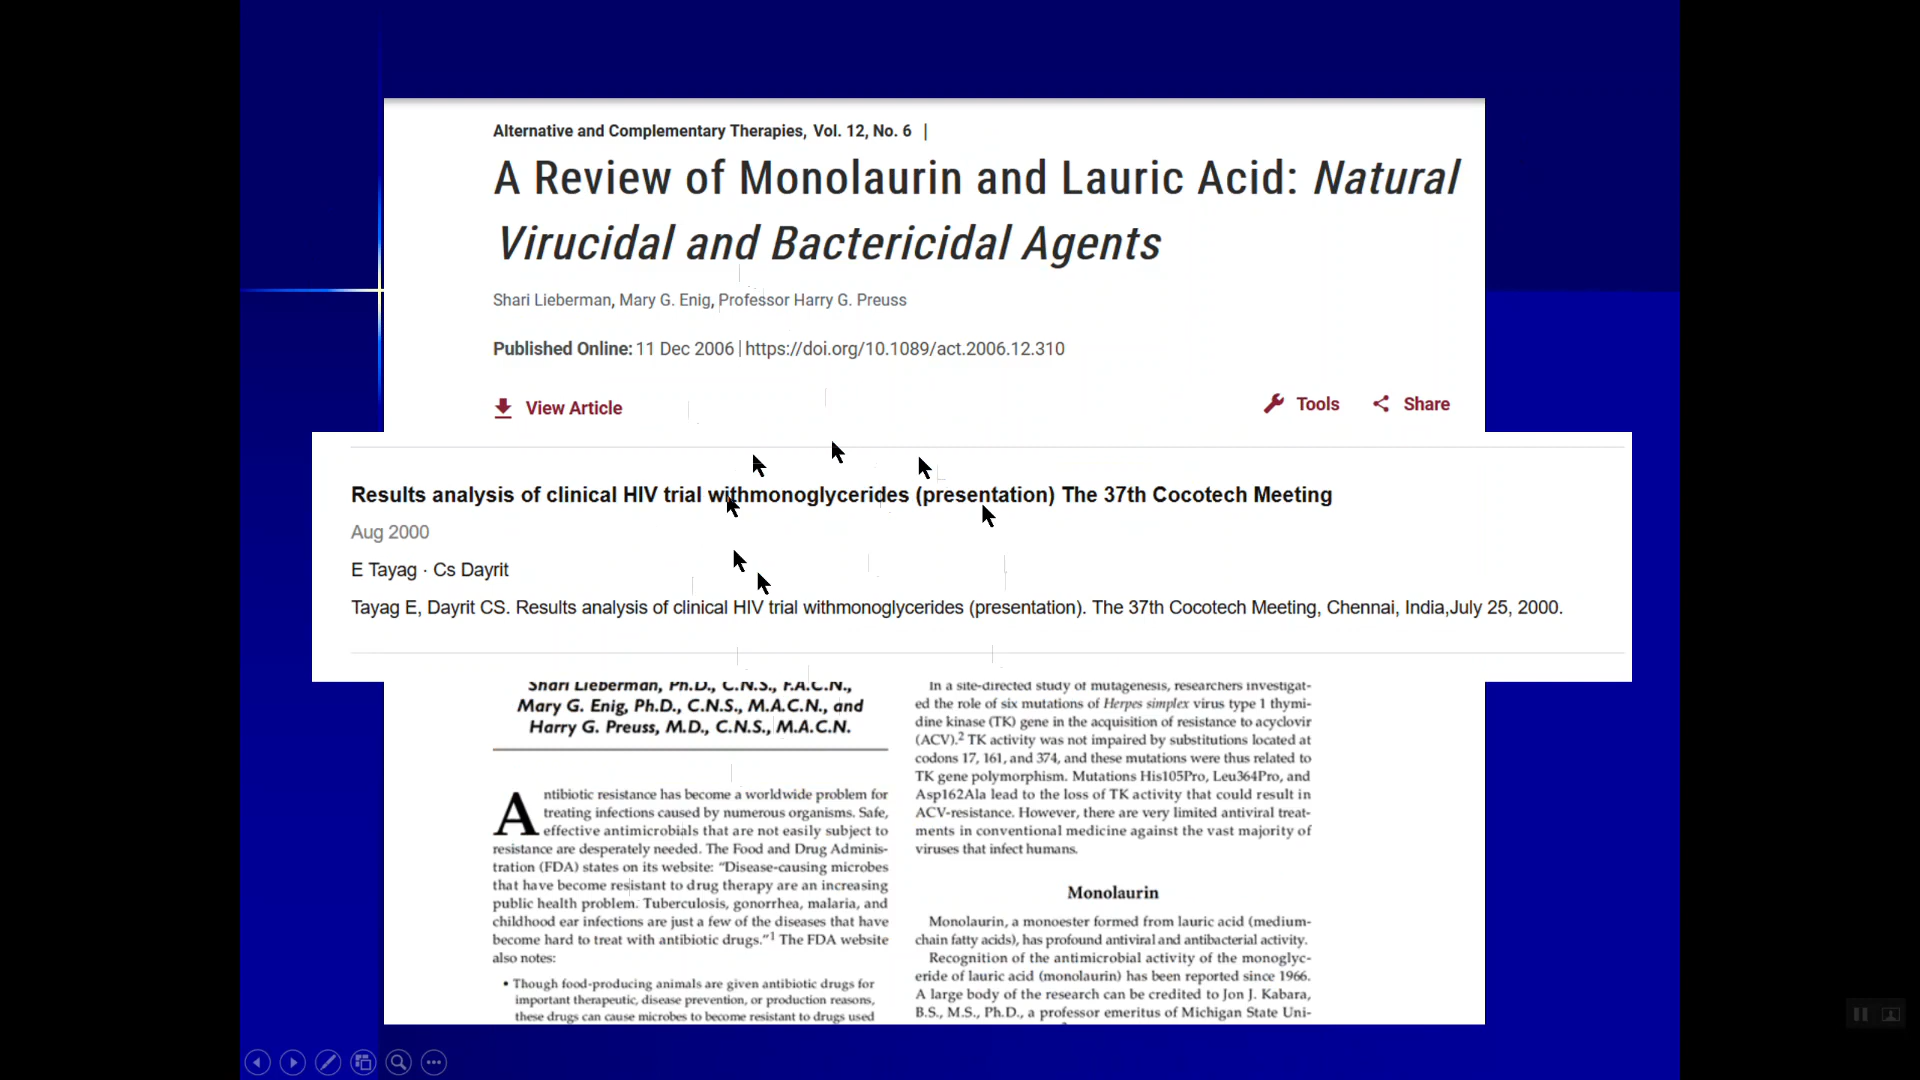 Alternative and Complementary Therapies, Vol. 12, No. 6 |
A Review of Monolaurin and Lauric Acid: Natural
Virucidal and Bactericidal Agents
Shari Lieberman, Mary G. Enig, Professor Harry G. Preuss
Published Online: 11 Dec 2006 | https://doi.org/10.1089/act.2006.12.310
View Article
Tools
Share
Results analysis of clinical HIV trial withmonoglycerides (presentation) The 37th Cocotech Meeting
Aug 2000
E Tayag · Cs Dayrit
Tayag E, Dayrit CS. Results analysis of clinical HIV trial withmonoglycerides (presentation). The 37th Cocotech Meeting, Chennai, India,July 25, 2000.
Shari Lieberman, Ph.D., C.N.S., F.A.C.N.,
Mary G. Enig, Ph.D., C.N.S., M.A.C.N., and
Harry G. Preuss, M.D., C.N.S., M.A.C.N.
Antibiotic resistance has become a worldwide problem for
treating infections caused by numerous organisms. Safe,
effective antimicrobials that are not easily subject to
resistance are desperately needed. The Food and Drug Adminis-
tration (FDA) states on its website: “Disease-causing microbes
that have become resistant to drug therapy are an increasing
public health problem. Tuberculosis, gonorrhea, malaria, and
childhood ear infections are just a few of the diseases that have
become hard to treat with antibiotic drugs.”1 The FDA website
also notes:
• Though food-producing animals are given antibiotic drugs for
important therapeutic, disease prevention, or production reasons,
these drugs can cause microbes to become resistant to drugs used
In a site-directed study of mutagenesis, researchers investigat-
ed the role of six mutations of Herpes simplex virus type 1 thymi-
dine kinase (TK) gene in the acquisition of resistance to acyclovir
(ACV).2 TK activity was not impaired by substitutions located at
codons 17, 161, and 374, and these mutations were thus related to
TK gene polymorphism. Mutations His105Pro, Leu364Pro, and
Asp162Ala lead to the loss of TK activity that could result in
ACV-resistance. However, there are very limited antiviral treat-
ments in conventional medicine against the vast majority of
viruses that infect humans.
Monolaurin
Monolaurin, a monoester formed from lauric acid (medium-
chain fatty acids), has profound antiviral and antibacterial activity.
Recognition of the antimicrobial activity of the monoglyc-
eride of lauric acid (monolaurin) has been reported since 1966.
A large body of the research can be credited to Jon J. Kabara,
B.S., M.S., Ph.D., a professor emeritus of Michigan State Uni-